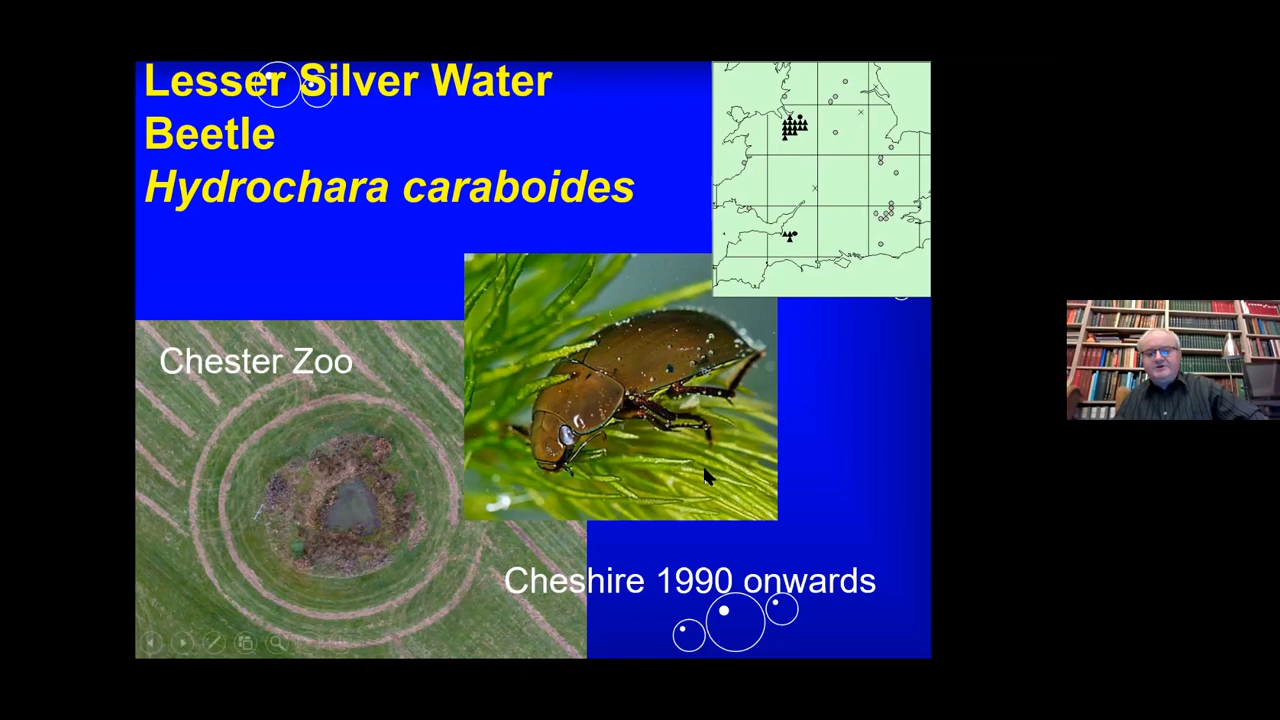 Lesser Silver Water
Beetle
Hydrochara caraboides
Chester Zoo
Cheshire 1990 onwards